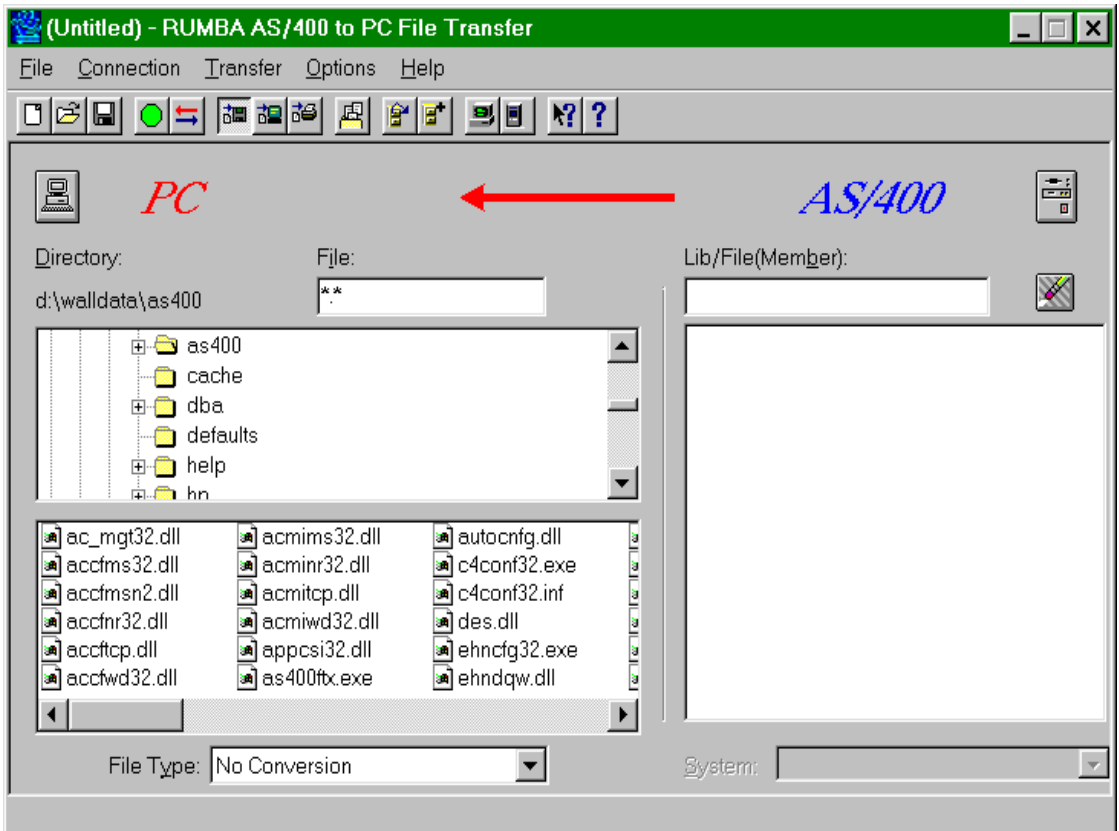 (Untitled) - RUMBA AS/400 to PC File Transfer
File Connection Transfer Options Help
PC AS/400
Directory: File: Lib/File(Member):
d:\walldata\as400 *.*
as400
cache
dba
defaults
help
hp
ac_mgt32.dll acmims32.dll autocnfg.dll
accfms32.dll acminr32.dll c4conf32.exe
accfmsn2.dll acmitcp.dll c4conf32.inf
accfnr32.dll acmiwd32.dll des.dll
accftcp.dll appcsi32.dll ehncfg32.exe
accfwd32.dll as400ftx.exe ehndqw.dll
File Type: No Conversion System: